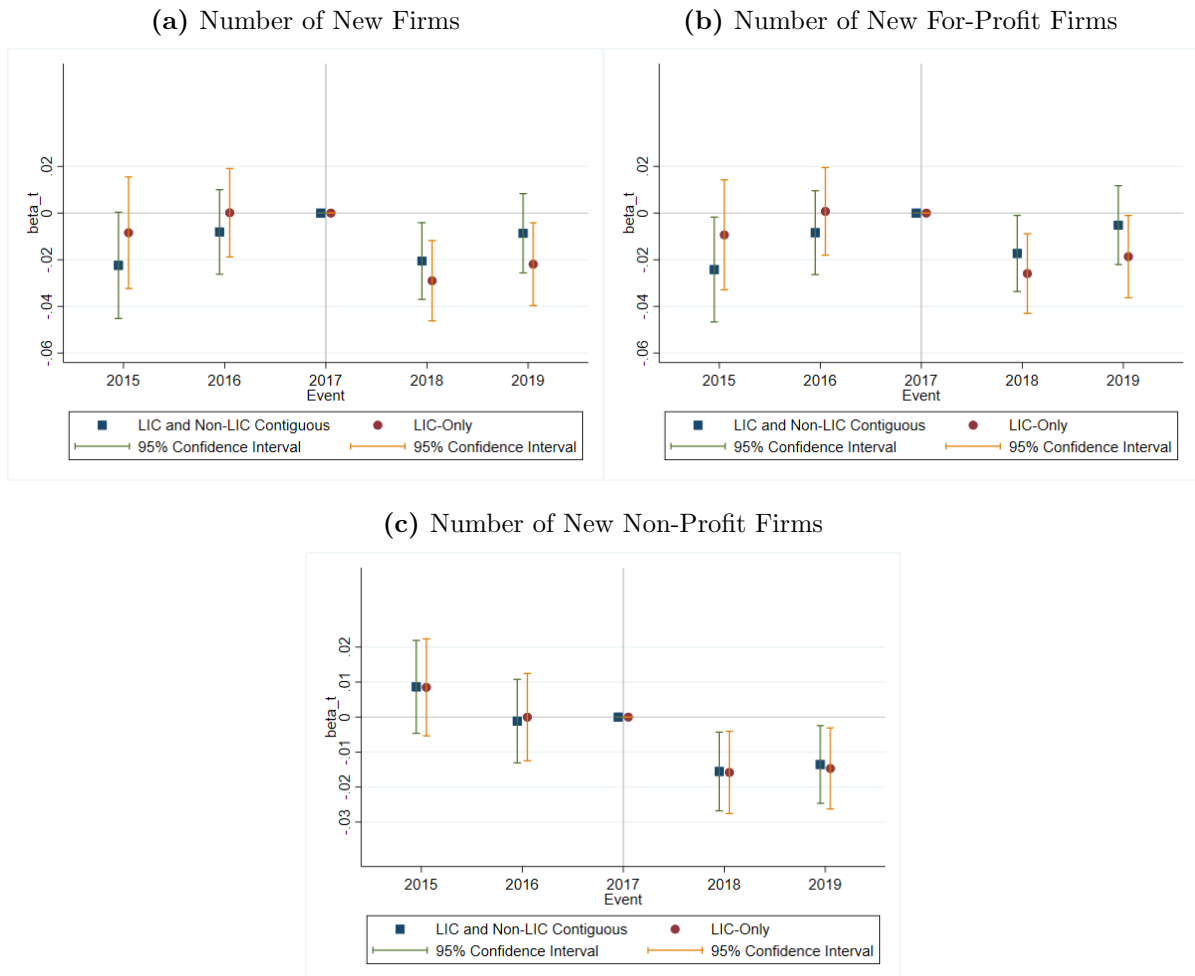 (a) Number of New Firms
(b) Number of New For-Profit Firms
beta_t
.02
0
-.02
-.04
-.06
2015 2016 2017 2018 2019
Event
LIC and Non-LIC Contiguous LIC-Only
95% Confidence Interval 95% Confidence Interval
beta_t
.02
0
-.02
-.04
-.06
2015 2016 2017 2018 2019
Event
LIC and Non-LIC Contiguous LIC-Only
95% Confidence Interval 95% Confidence Interval
(c) Number of New Non-Profit Firms
beta_t
.02
.01
0
-.01
-.02
-.03
2015 2016 2017 2018 2019
Event
LIC and Non-LIC Contiguous LIC-Only
95% Confidence Interval 95% Confidence Interval